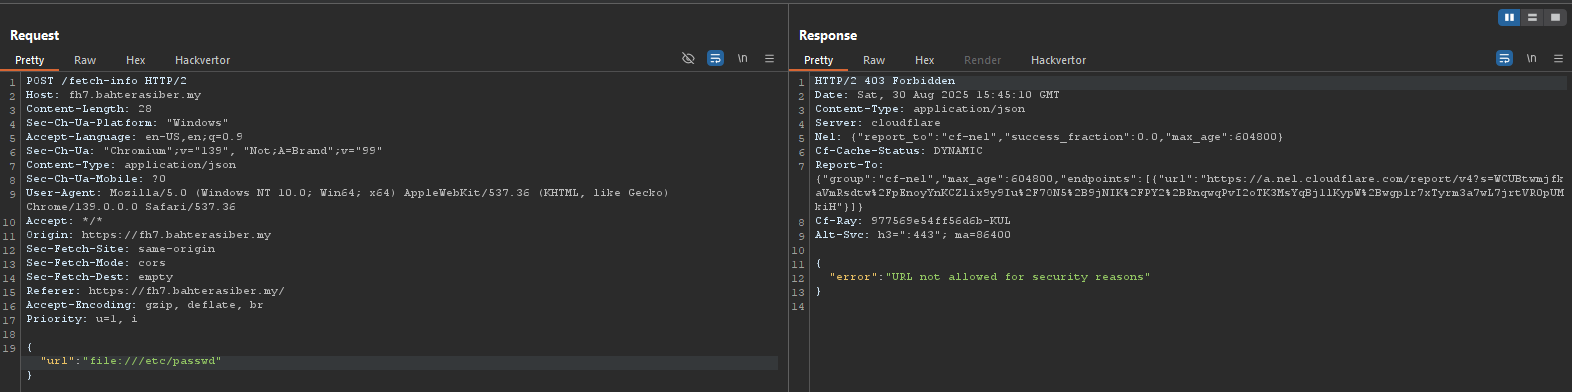 Request
Pretty Raw Hex Hackvertor \n
1 POST /fetch-info HTTP/2
2 Host: fh7.bahterasiber.my
3 Content-Length: 28
4 Sec-Ch-Ua-Platform: "Windows"
5 Accept-Language: en-US,en;q=0.9
6 Sec-Ch-Ua: "Chromium";v="139", "Not;A=Brand";v="99"
7 Content-Type: application/json
8 Sec-Ch-Ua-Mobile: ?0
9 User-Agent: Mozilla/5.0 (Windows NT 10.0; Win64; x64) AppleWebKit/537.36 (KHTML, like Gecko)
Chrome/139.0.0.0 Safari/537.36
10 Accept: */*
11 Origin: https://fh7.bahterasiber.my
12 Sec-Fetch-Site: same-origin
13 Sec-Fetch-Mode: cors
14 Sec-Fetch-Dest: empty
15 Referer: https://fh7.bahterasiber.my/
16 Accept-Encoding: gzip, deflate, br
17 Priority: u=1, i
18
19 {
"url":"file:///etc/passwd"
}
Response
Pretty Raw Hex Render Hackvertor \n
1 HTTP/2 403 Forbidden
2 Date: Sat, 30 Aug 2025 15:45:10 GMT
3 Content-Type: application/json
4 Server: cloudflare
5 Nel: {"report_to":"cf-nel","success_fraction":0.0,"max_age":604800}
6 Cf-Cache-Status: DYNAMIC
7 Report-To:
{"group":"cf-nel","max_age":604800,"endpoints":[{"url":"https://a.nel.cloudflare.com/report/v4?s=
8 Cf-Ray: 977569e54ff56d6b-KUL
9 Alt-Svc: h3=":443"; ma=86400
10
11 {
12 "error":"URL not allowed for security reasons"
13 }
14